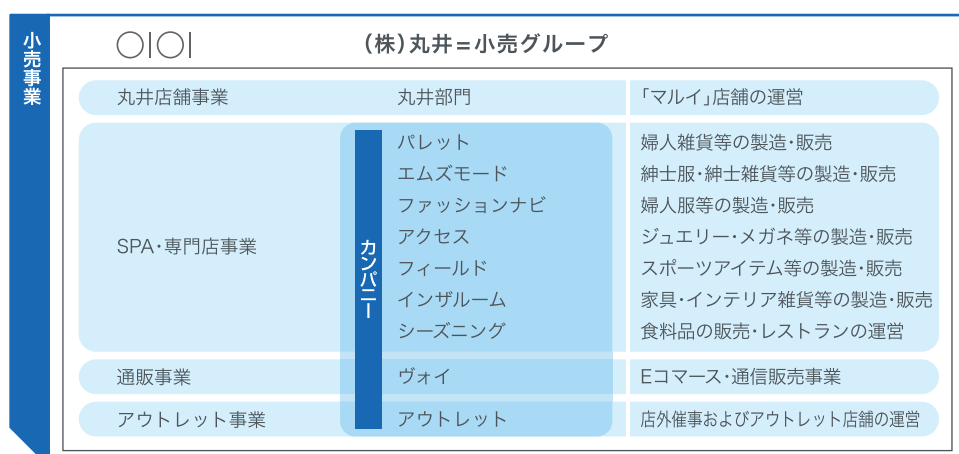 小売事業
○|○| (株)丸井=小売グループ
丸井店舗事業 丸井部門 「マルイ」店舗の運営
SPA・専門店事業
カンパニー
パレット 婦人雑貨等の製造・販売
エムズモード 紳士服・紳士雑貨等の製造・販売
ファッションナビ 婦人服等の製造・販売
アクセス ジュエリー・メガネ等の製造・販売
フィールド スポーツアイテム等の製造・販売
インザルーム 家具・インテリア雑貨等の製造・販売
シーズニング 食料品の販売・レストランの運営
通販事業 ヴォイ Eコマース・通信販売事業
アウトレット事業 アウトレット 店外催事およびアウトレット店舗の運営